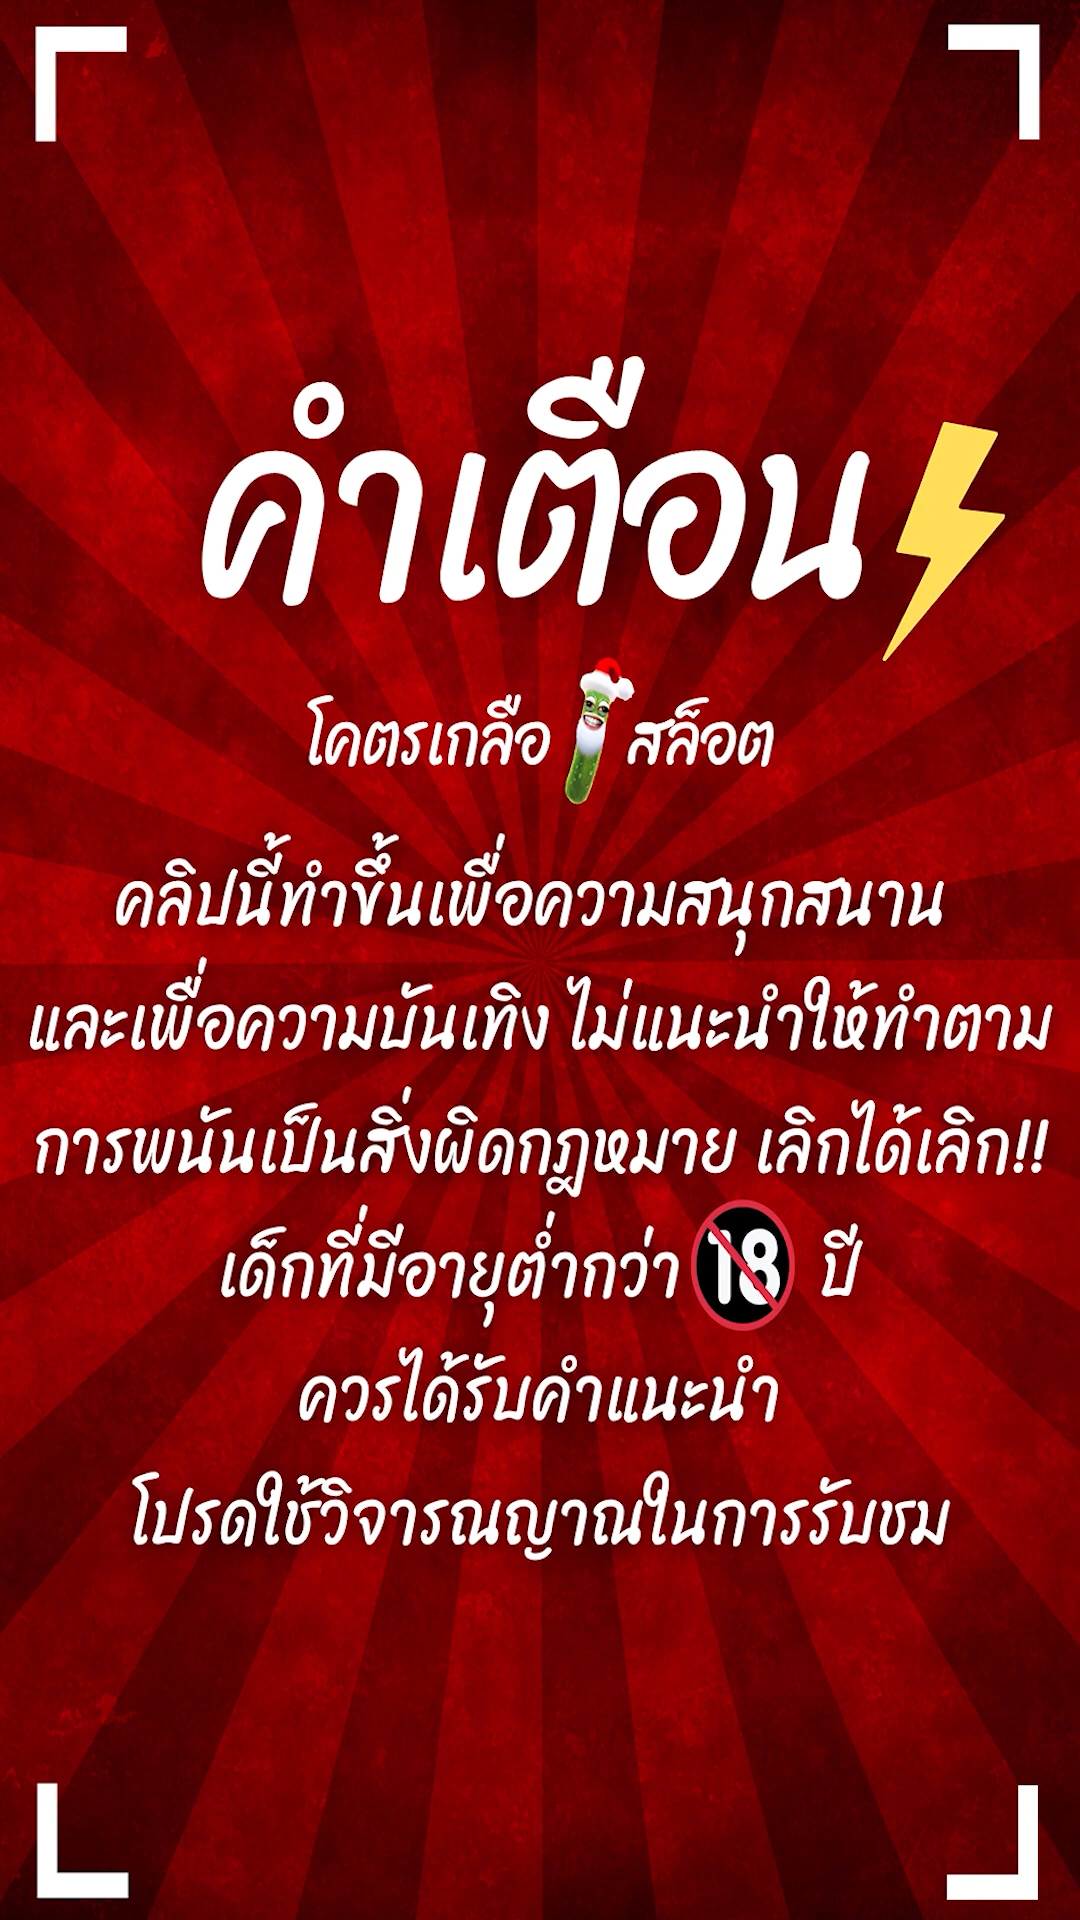 คำเตือน
โคตรเกลือ สล็อต
คลิปนี้ทำขึ้นเพื่อความสนุกสนาน
และเพื่อความบันเทิง ไม่แนะนำให้ทำตาม
การพนันเป็นสิ่งผิดกฎหมาย เลิกได้เลิก!!
เด็กที่มีอายุต่ำกว่า 18 ปี
ควรได้รับคำแนะนำ
โปรดใช้วิจารณญาณในการรับชม